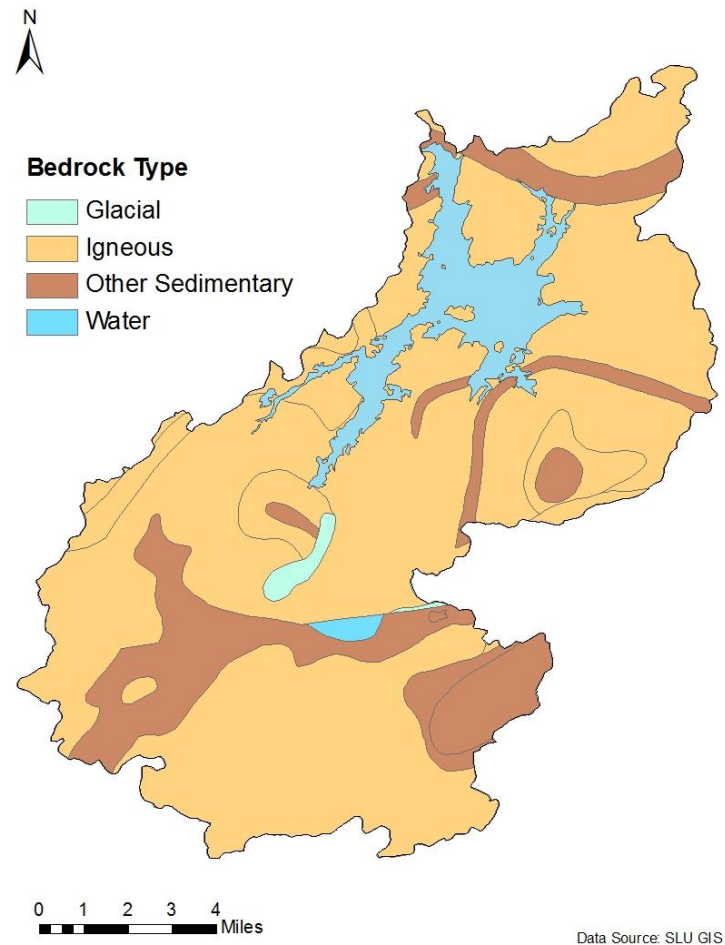 N
Bedrock Type
Glacial
Igneous
Other Sedimentary
Water
0 1 2 3 4
Miles
Data Source: SLU GIS